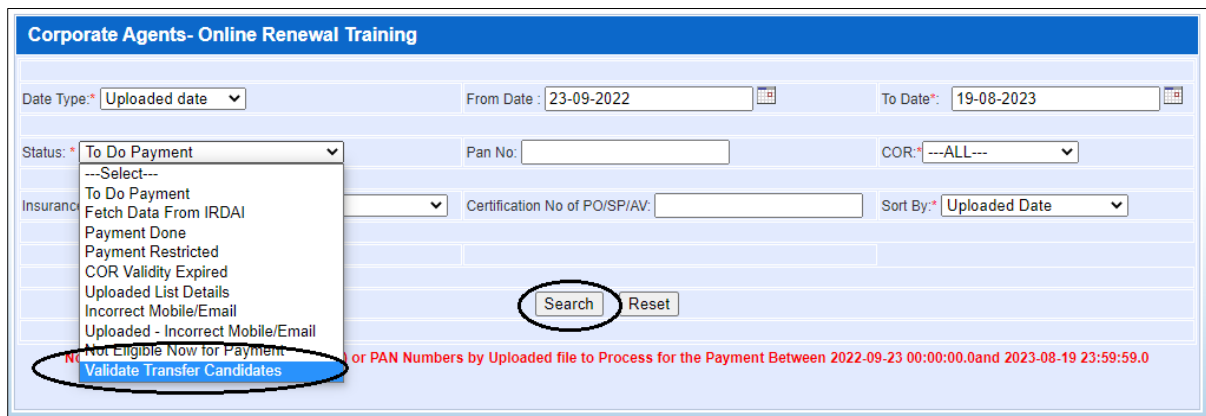 Corporate Agents- Online Renewal Training
Date Type:* Uploaded date From Date : 23-09-2022 To Date*: 19-08-2023
Status: * To Do Payment Pan No: COR:* ---ALL---
---Select---
To Do Payment
Insurance Certification No of PO/SP/AV: Sort By:* Uploaded Date
Fetch Data From IRDAI
Payment Done
Payment Restricted
COR Validity Expired
Uploaded List Details
Search Reset
Incorrect Mobile/Email
Uploaded - Incorrect Mobile/Email
Not Eligible Now for Payment
) or PAN Numbers by Uploaded file to Process for the Payment Between 2022-09-23 00:00:00.0and 2023-08-19 23:59:59.0
Validate Transfer Candidates